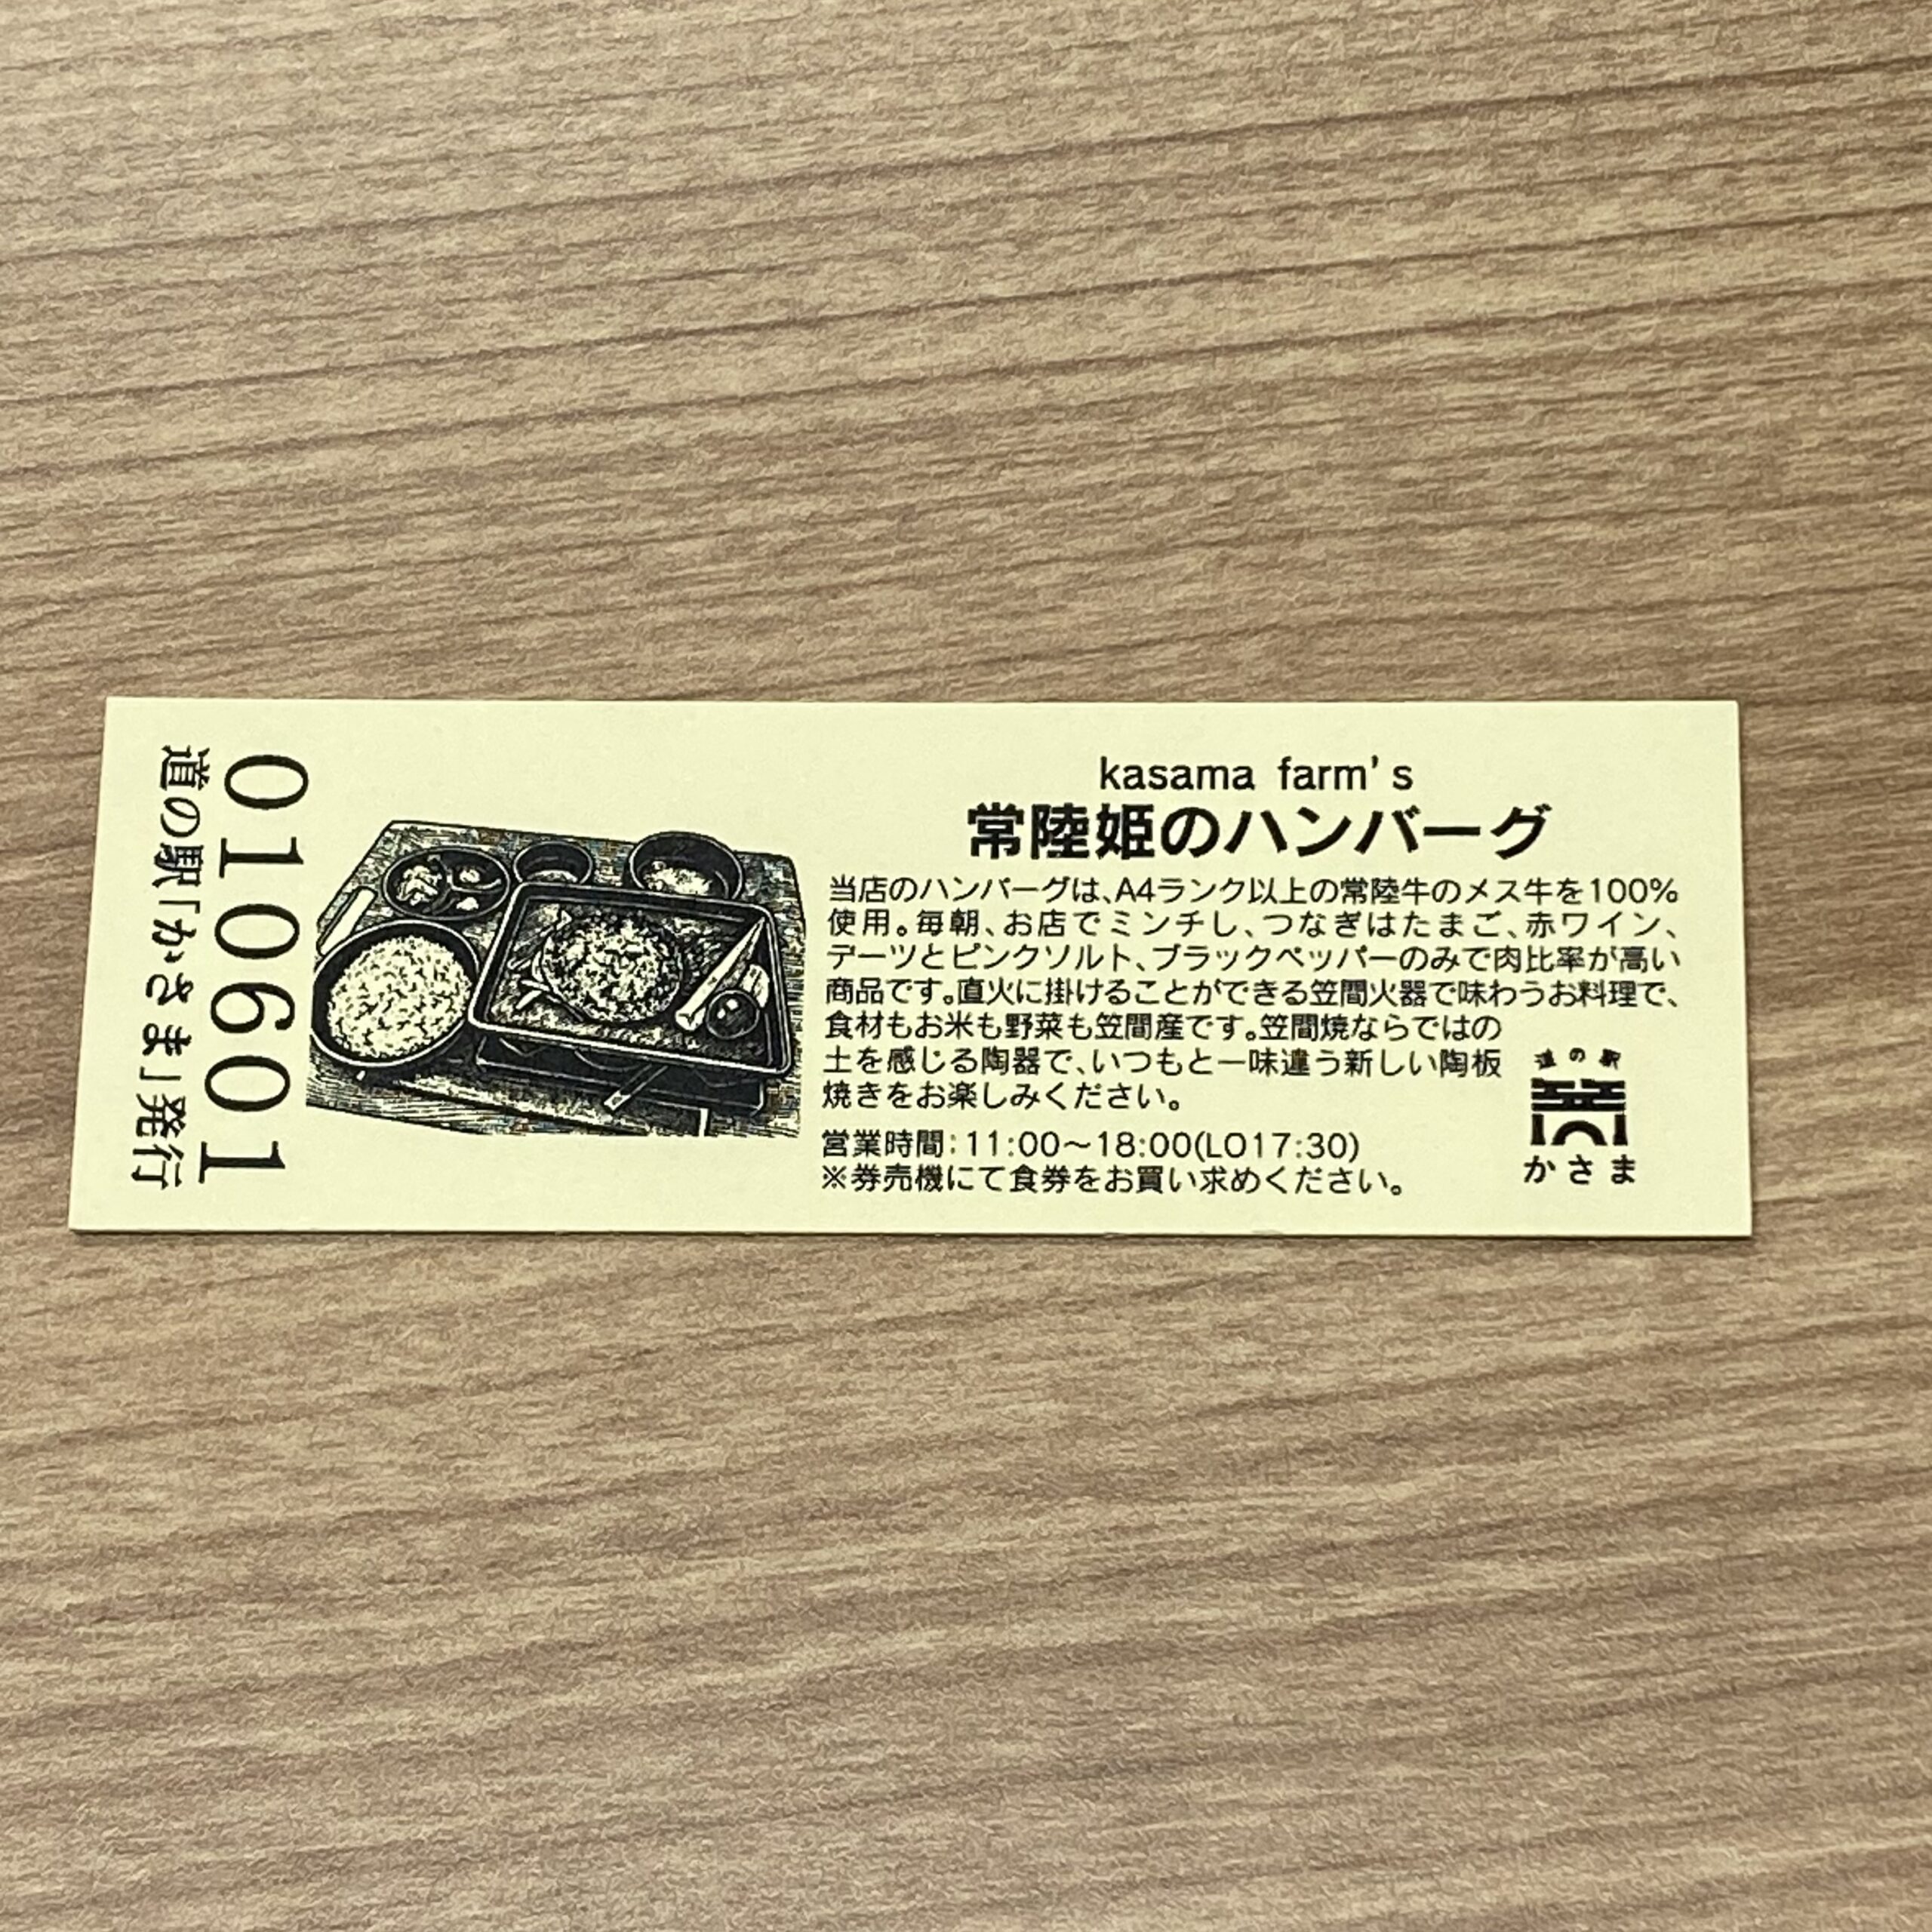 010601
道の駅「かさま」発行
kasama farm's
常陸姫のハンバーグ
当店のハンバーグは、A4ランク以上の常陸牛のメス牛を100%
使用。毎朝、お店でミンチし、つなぎはたまご、赤ワイン、
デーツとピンクソルト、ブラックペッパーのみで肉比率が高い
商品です。直火に掛けることができる笠間火器で味わうお料理で、
食材もお米も野菜も笠間産です。笠間焼ならではの
土を感じる陶器で、いつもと一味違う新しい陶板
焼きをお楽しみください。
営業時間:11:00～18:00(LO17:30)
※券売機にて食券をお買い求めください。
道の駅
かさま